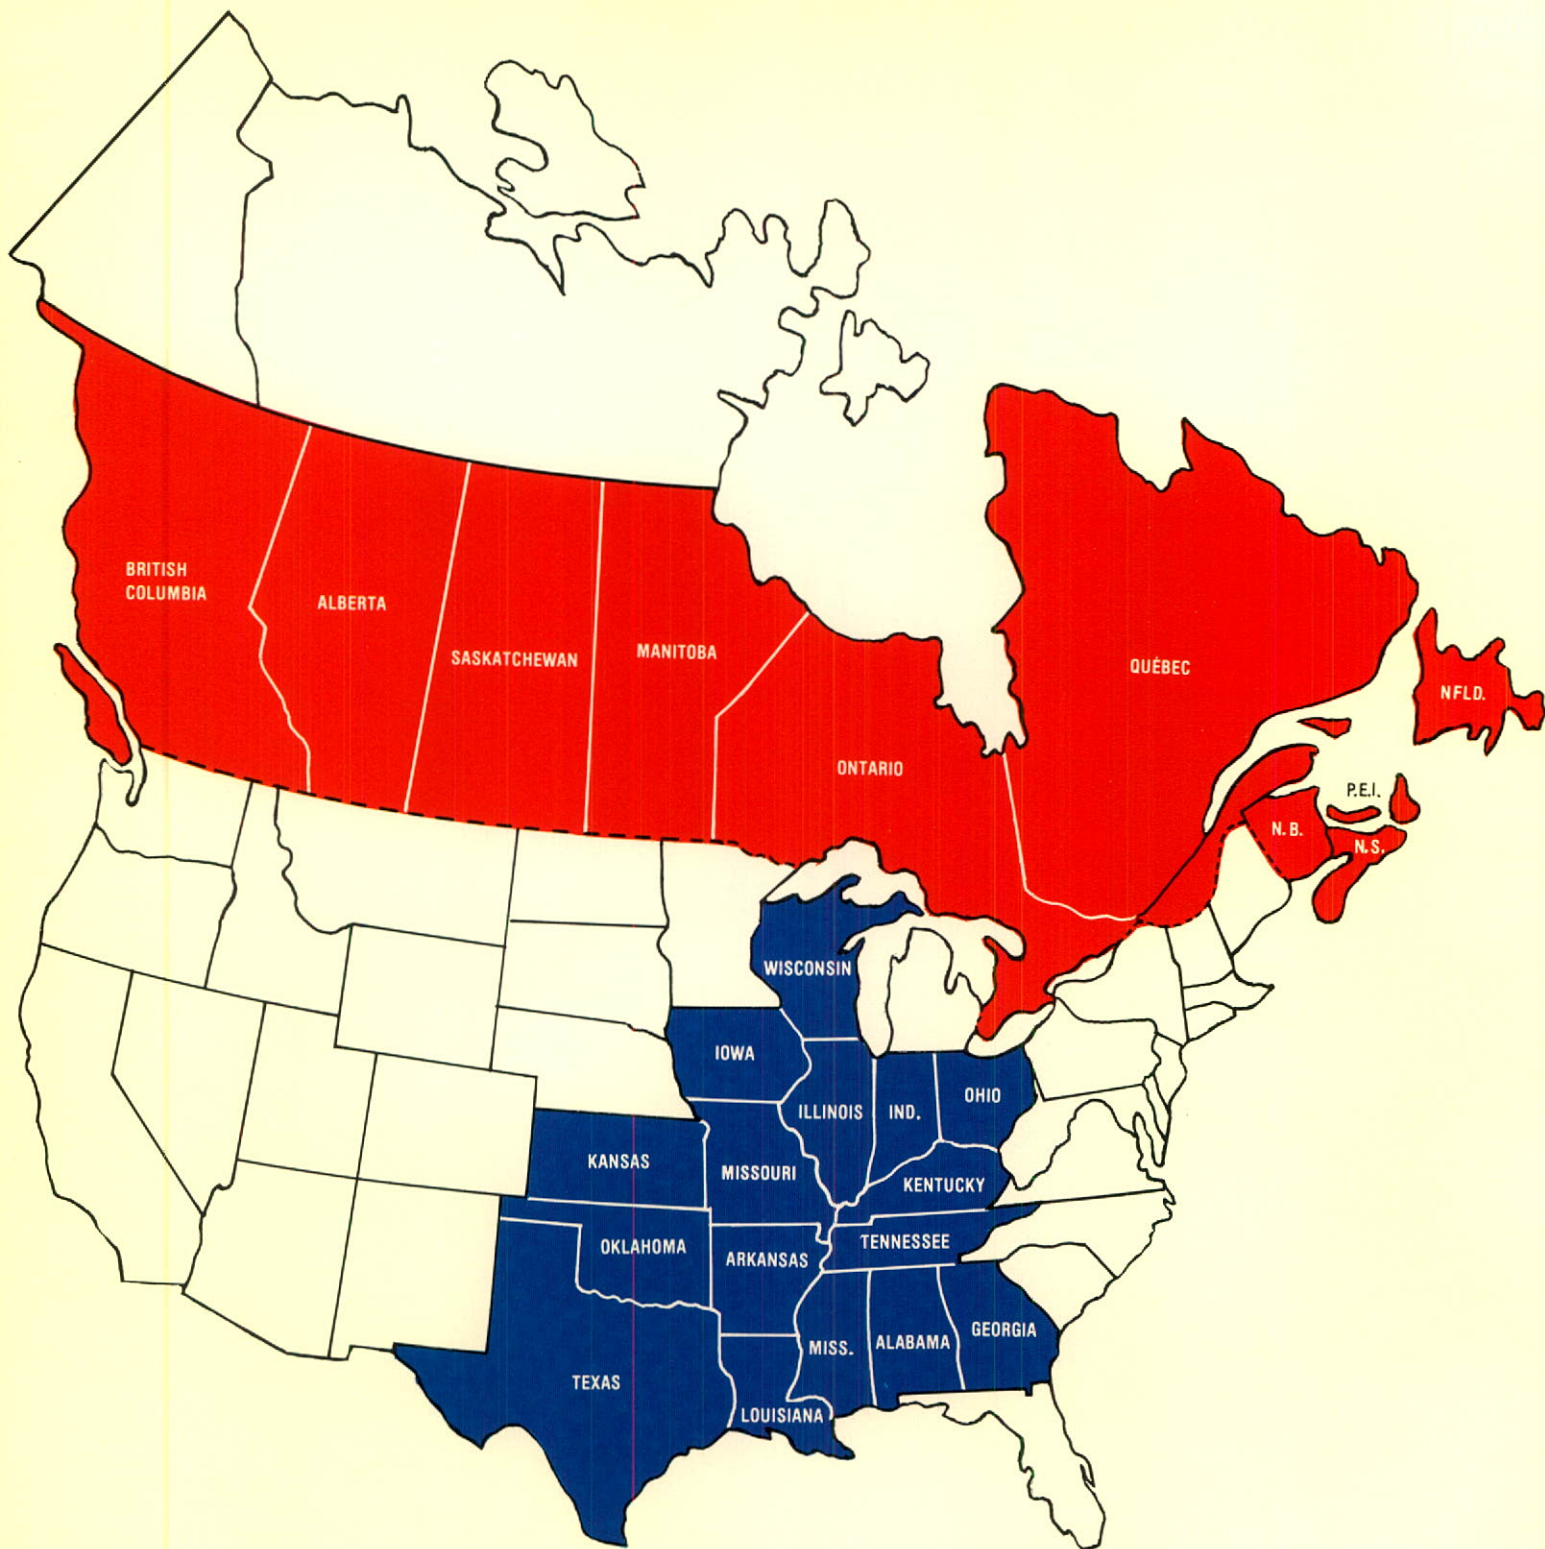 BRITISH
COLUMBIA
ALBERTA
SASKATCHEWAN
MANITOBA
ONTARIO
QUÉBEC
NFLD.
P.E.I.
N.B.
N.S.
WISCONSIN
IOWA
ILLINOIS
IND.
OHIO
KANSAS
MISSOURI
KENTUCKY
OKLAHOMA
ARKANSAS
TENNESSEE
TEXAS
LOUISIANA
MISS.
ALABAMA
GEORGIA